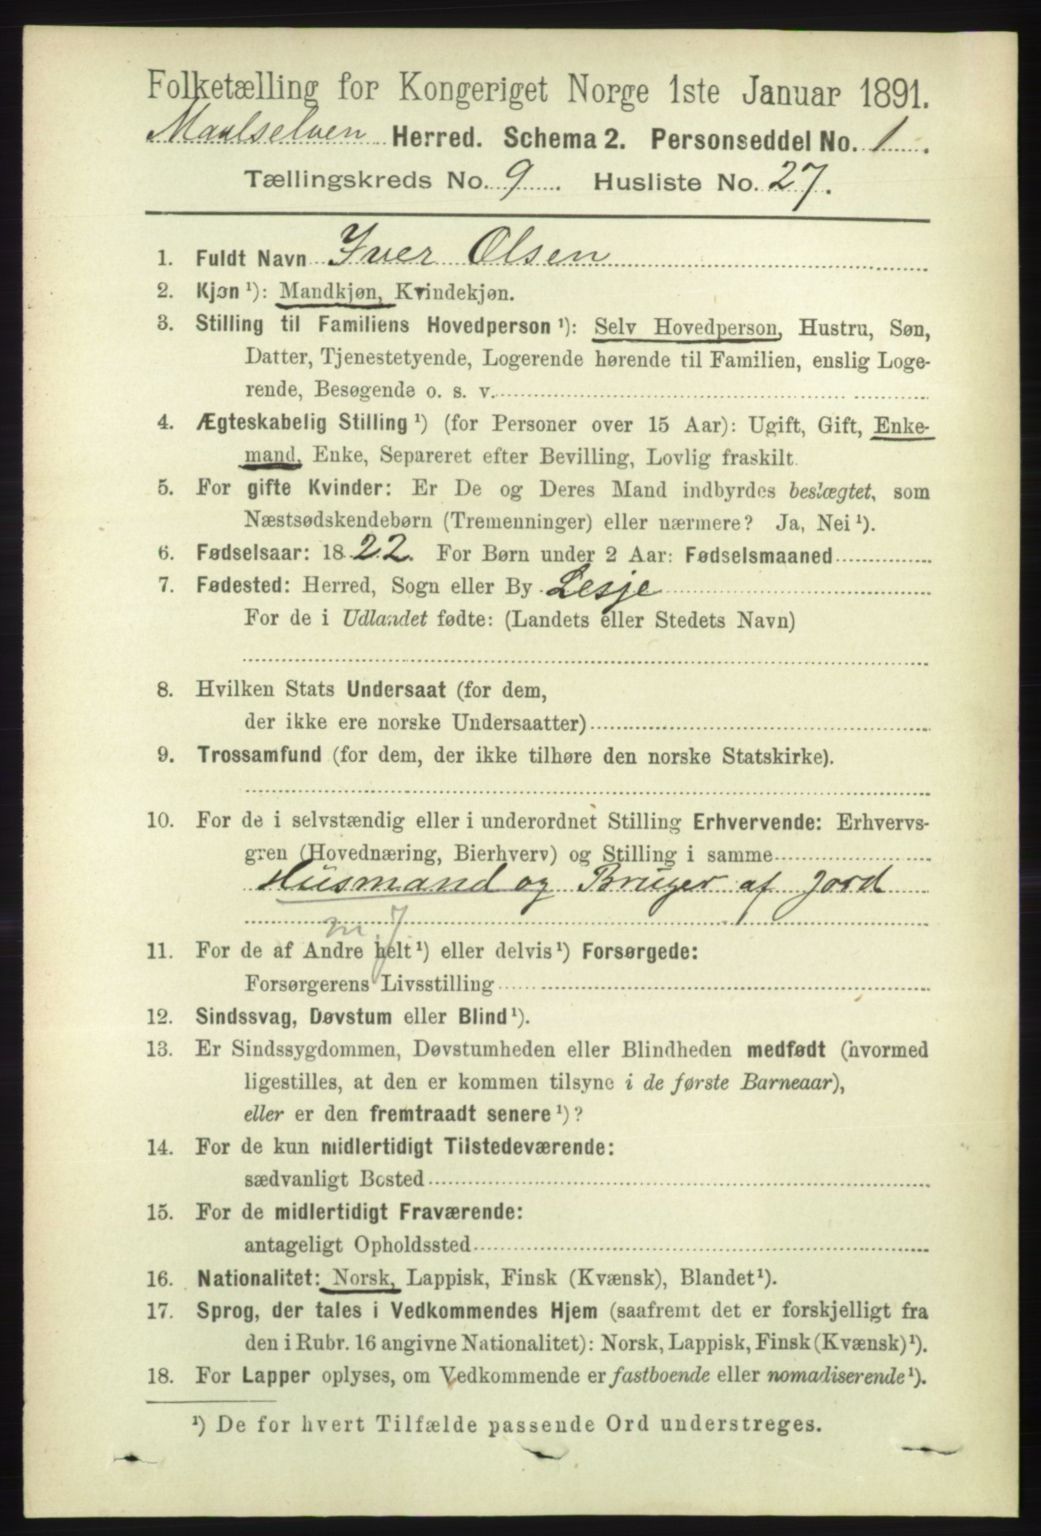 Folketælling for Kongeriget Norge 1ste Januar 1891.
Maalselven Herred. Schema 2. Personseddel No. 1.
Tællingskreds No. 9. Husliste No. 27.
1. Fuldt Navn Iver Olsen
2. Kjøn ¹): Mandkjøn, Kvindekjøn.
3. Stilling til Familiens Hovedperson ¹): Selv Hovedperson, Hustru, Søn,
Datter, Tjenestetyende, Logerende hørende til Familien, enslig Loge-
rende, Besøgende o. s. v.
4. Ægteskabelig Stilling ¹) (for Personer over 15 Aar): Ugift, Gift, Enke-
mand, Enke, Separeret efter Bevilling, Lovlig fraskilt.
5. For gifte Kvinder: Er De og Deres Mand indbyrdes beslægtet, som
Næstsødskendebørn (Tremenninger) eller nærmere? Ja, Nei ¹).
6. Fødselsaar: 1822. For Børn under 2 Aar: Fødselsmaaned
7. Fødested: Herred, Sogn eller By Lesje
For de i Udlandet fødte: (Landets eller Stedets Navn)
8. Hvilken Stats Undersaat (for dem,
der ikke ere norske Undersaatter)
9. Trossamfund (for dem, der ikke tilhøre den norske Statskirke).
10. For de i selvstændig eller i underordnet Stilling Erhvervende: Erhvervs-
gren (Hovednæring, Bierhverv) og Stilling i samme
Husmand og Bruger af Jord
m. J
11. For de af Andre helt ¹) eller delvis ¹) Forsørgede:
Forsørgerens Livsstilling
12. Sindssvag, Døvstum eller Blind ¹).
13. Er Sindssygdommen, Døvstumheden eller Blindheden medfødt (hvormed
ligestilles, at den er kommen tilsyne i de første Barneaar),
eller er den fremtraadt senere ¹)?
14. For de kun midlertidigt Tilstedeværende:
sædvanligt Bosted
15. For de midlertidigt Fraværende:
antageligt Opholdssted
16. Nationalitet: Norsk, Lappisk, Finsk (Kvænsk), Blandet ¹).
17. Sprog, der tales i Vedkommendes Hjem (saafremt det er forskjelligt fra
den i Rubr. 16 angivne Nationalitet): Norsk, Lappisk, Finsk (Kvænsk) ¹).
18. For Lapper oplyses, om Vedkommende er fastboende eller nomadiserende ¹).
¹) De for hvert Tilfælde passende Ord understreges.